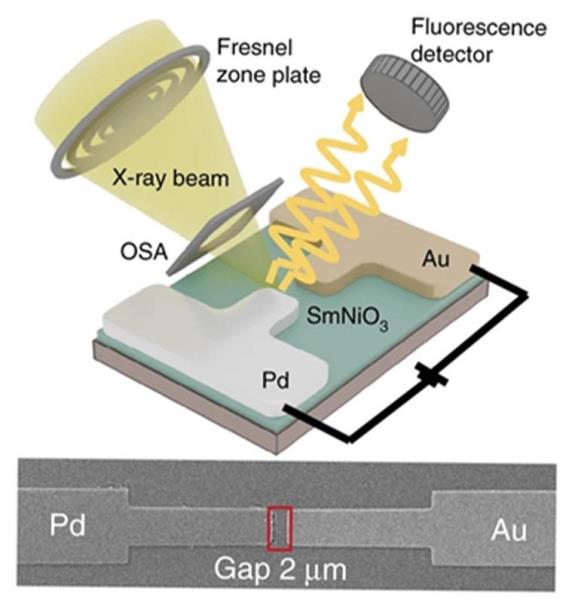 Fresnel
zone plate
Fluorescence
detector
X-ray beam
OSA
Au
SmNiO₃
Pd
Pd
Au
Gap 2 μm